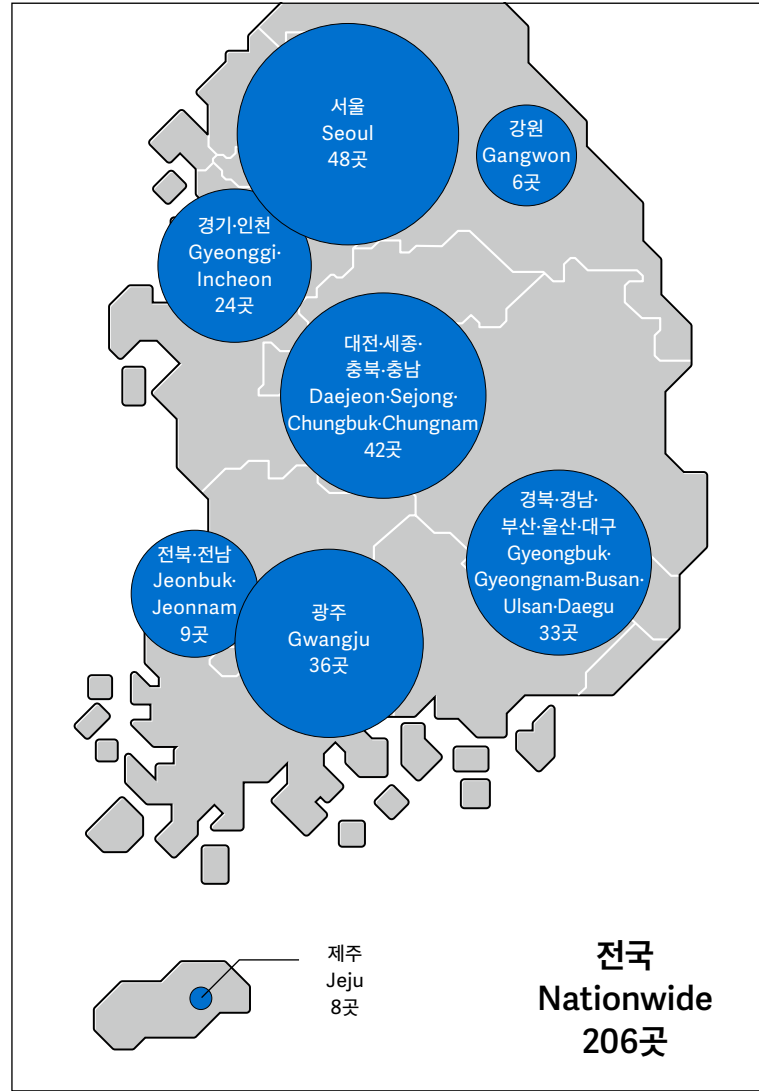 서울
Seoul
48곳
강원
Gangwon
6곳
경기·인천
Gyeonggi·
Incheon
24곳
대전·세종·
충북·충남
Daejeon·Sejong·
Chungbuk·Chungnam
42곳
경북·경남·
부산·울산·대구
Gyeongbuk·
Gyeongnam·Busan·
Ulsan·Daegu
33곳
전북·전남
Jeonbuk·
Jeonnam
9곳
광주
Gwangju
36곳
제주
Jeju
8곳
전국
Nationwide
206곳